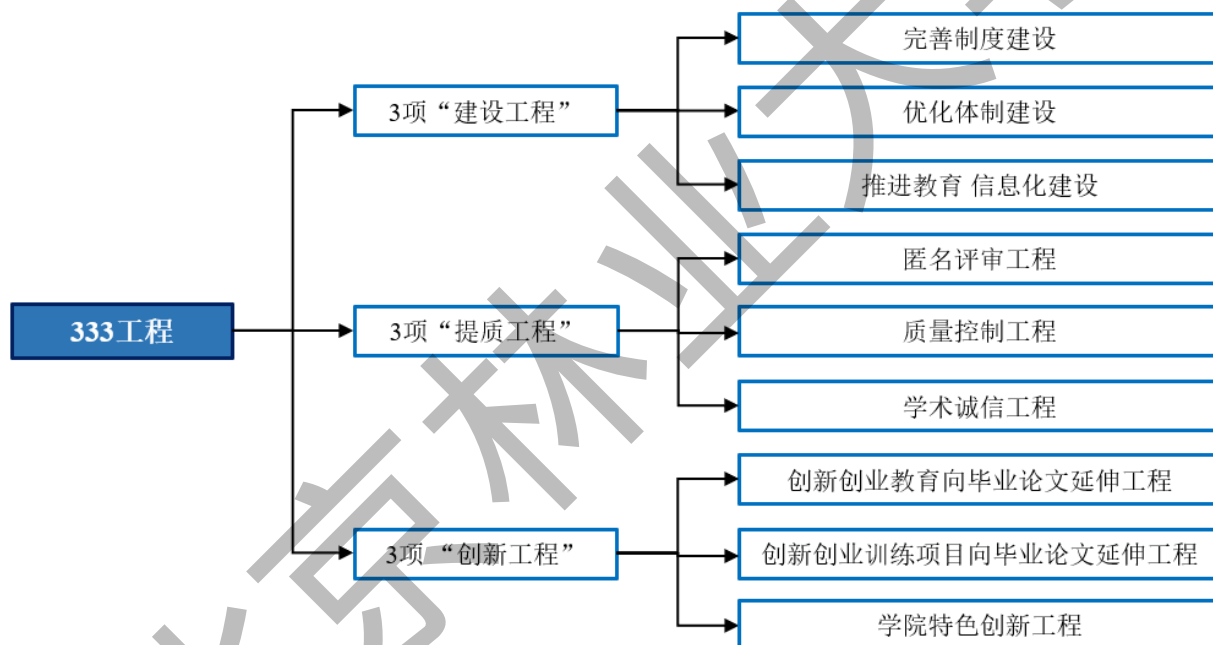 完善制度建设
3项“建设工程”
优化体制建设
推进教育 信息化建设
匿名评审工程
333工程
3项“提质工程”
质量控制工程
学术诚信工程
创新创业教育向毕业论文延伸工程
3项 “创新工程”
创新创业训练项目向毕业论文延伸工程
学院特色创新工程
京林业大